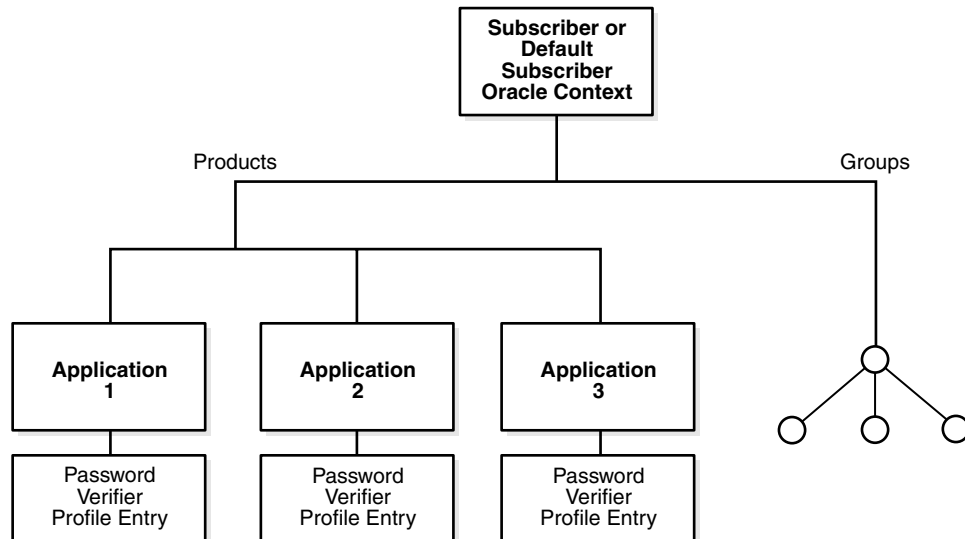 Subscriber or
Default
Subscriber
Oracle Context
Products
Groups
Application
1
Application
2
Application
3
Password
Verifier
Profile Entry
Password
Verifier
Profile Entry
Password
Verifier
Profile Entry